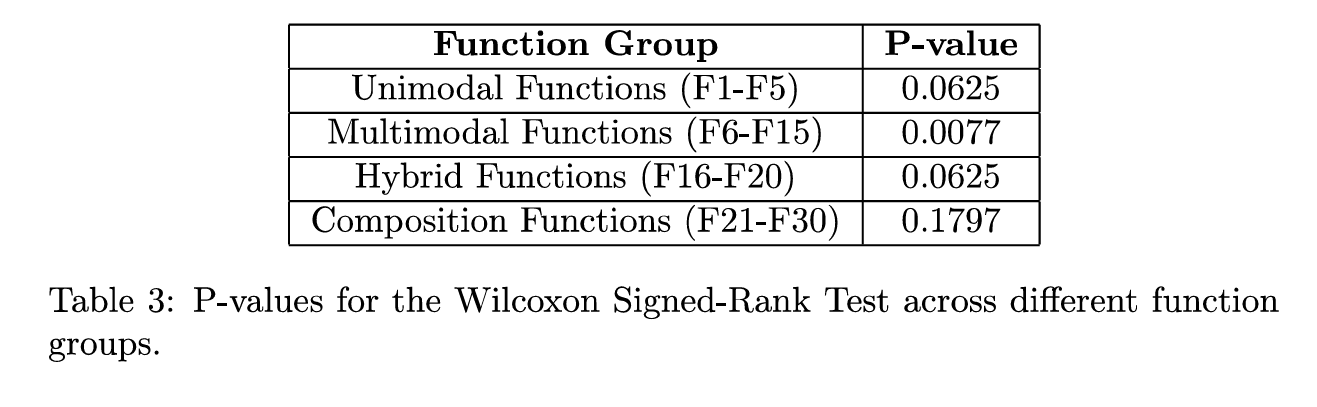 Function Group P-value
Unimodal Functions (F1-F5) 0.0625
Multimodal Functions (F6-F15) 0.0077
Hybrid Functions (F16-F20) 0.0625
Composition Functions (F21-F30) 0.1797
Table 3: P-values for the Wilcoxon Signed-Rank Test across different function
groups.